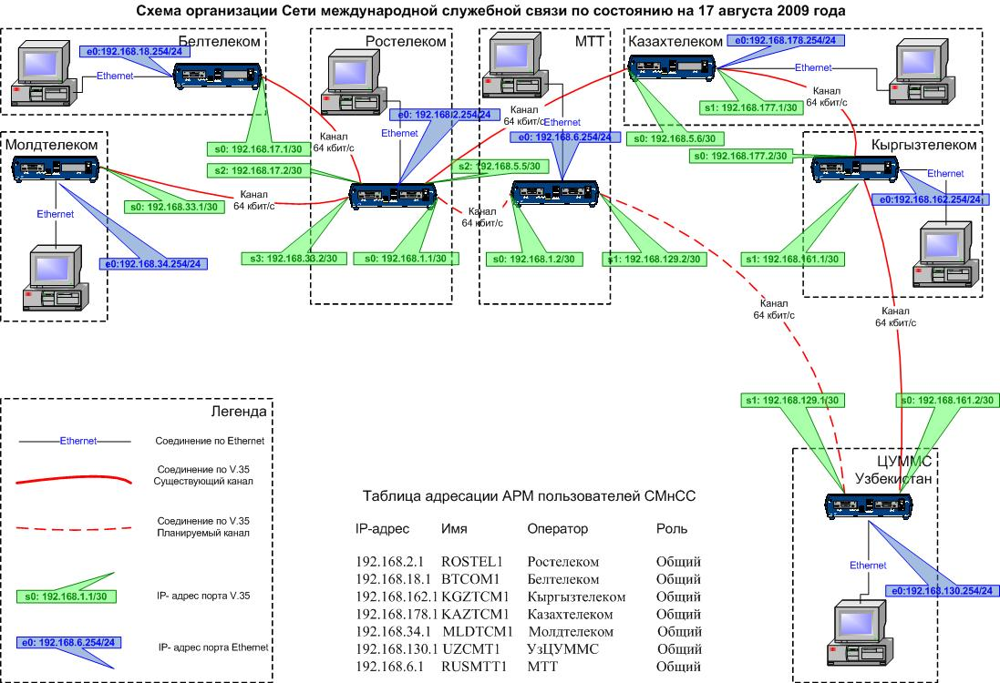 Схема организации Сети международной служебной связи по состоянию на 17 августа 2009 года
Белтелеком
e0:192.168.18.254/24
Ethernet
s0: 192.168.17.1/30
Ростелеком
e0: 192.168.2.254/24
Ethernet
Канал
64 кбит/с
s2: 192.168.17.2/30
s2: 192.168.5.5/30
s3: 192.168.33.2/30
s0: 192.168.1.1/30
МТТ
Канал
64 кбит/с
Ethernet
e0: 192.168.6.254/24
Канал
64 кбит/с
s0: 192.168.1.2/30
s1: 192.168.129.2/30
Казахтелеком
e0:192.168.178.254/24
Ethernet
Канал
64 кбит/с
s1: 192.168.177.1/30
s0: 192.168.5.6/30
Кыргызтелеком
s0: 192.168.177.2/30
Ethernet
e0:192.168.162.254/24
s1: 192.168.161.1/30
Молдтелеком
s0: 192.168.33.1/30
Канал
64 кбит/с
Ethernet
e0:192.168.34.254/24
Канал
64 кбит/с
Канал
64 кбит/с
s1: 192.168.129.1/30
s0: 192.168.161.2/30
ЦУММС
Узбекистан
Ethernet
e0:192.168.130.254/24
Легенда
Ethernet
Соединение по Ethernet
Соединение по V.35
Существующий канал
Соединение по V.35
Планируемый канал
s0: 192.168.1.1/30
IP- адрес порта V.35
e0: 192.168.6.254/24
IP- адрес порта Ethernet
Таблица адресации АРМ пользователей СМнСС
IP-адрес Имя Оператор Роль
192.168.2.1 ROSTEL1 Ростелеком Общий
192.168.18.1 BTCOM1 Белтелеком Общий
192.168.162.1 KGZTCM1 Кыргызтелеком Общий
192.168.178.1 KAZTCM1 Казахтелеком Общий
192.168.34.1 MLDTCM1 Молдтелеком Общий
192.168.130.1 UZCMT1 УзЦУММС Общий
192.168.6.1 RUSMTT1 МТТ Общий